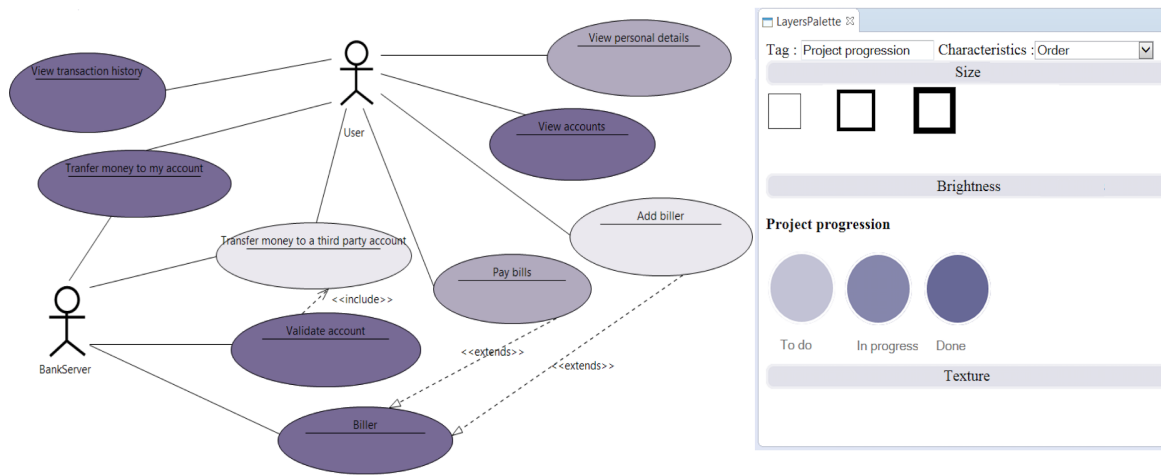 View personal details
View transaction history
User
View accounts
Tranfer money to my account
Add biller
Transfer money to a third party account
Pay bills
<<include>>
Validate account
<<extends>>
<<extends>>
BankServer
Biller
LayersPalette
Tag : Project progression Characteristics : Order
Size
Brightness
Project progression
To do In progress Done
Texture